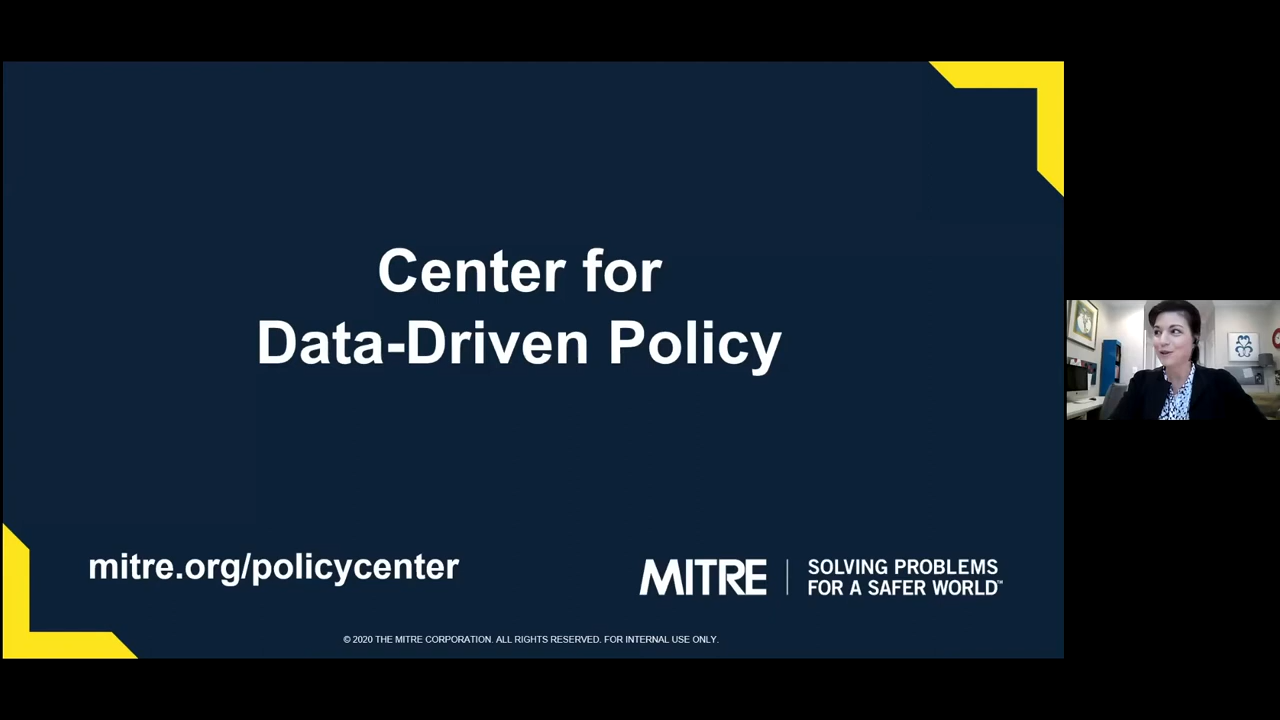 Center for
Data-Driven Policy
mitre.org/policycenter
MITRE
SOLVING PROBLEMS
FOR A SAFER WORLD™
© 2020 THE MITRE CORPORATION. ALL RIGHTS RESERVED. FOR INTERNAL USE ONLY.